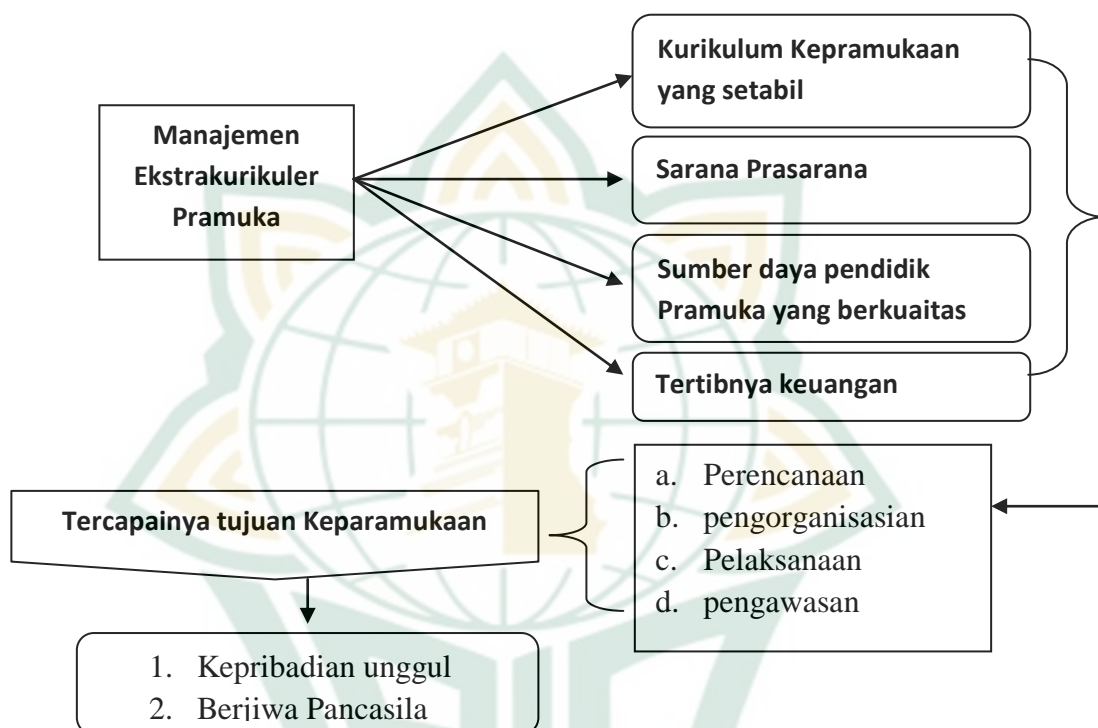 Manajemen
Ekstrakurikuler
Pramuka
Kurikulum Kepramukaan
yang setabil
Sarana Prasarana
Sumber daya pendidik
Pramuka yang berkuaitas
Tertibnya keuangan
a. Perencanaan
b. pengorganisasian
c. Pelaksanaan
d. pengawasan
Tercapainya tujuan Keparamukaan
1. Kepribadian unggul
2. Berjiwa Pancasila